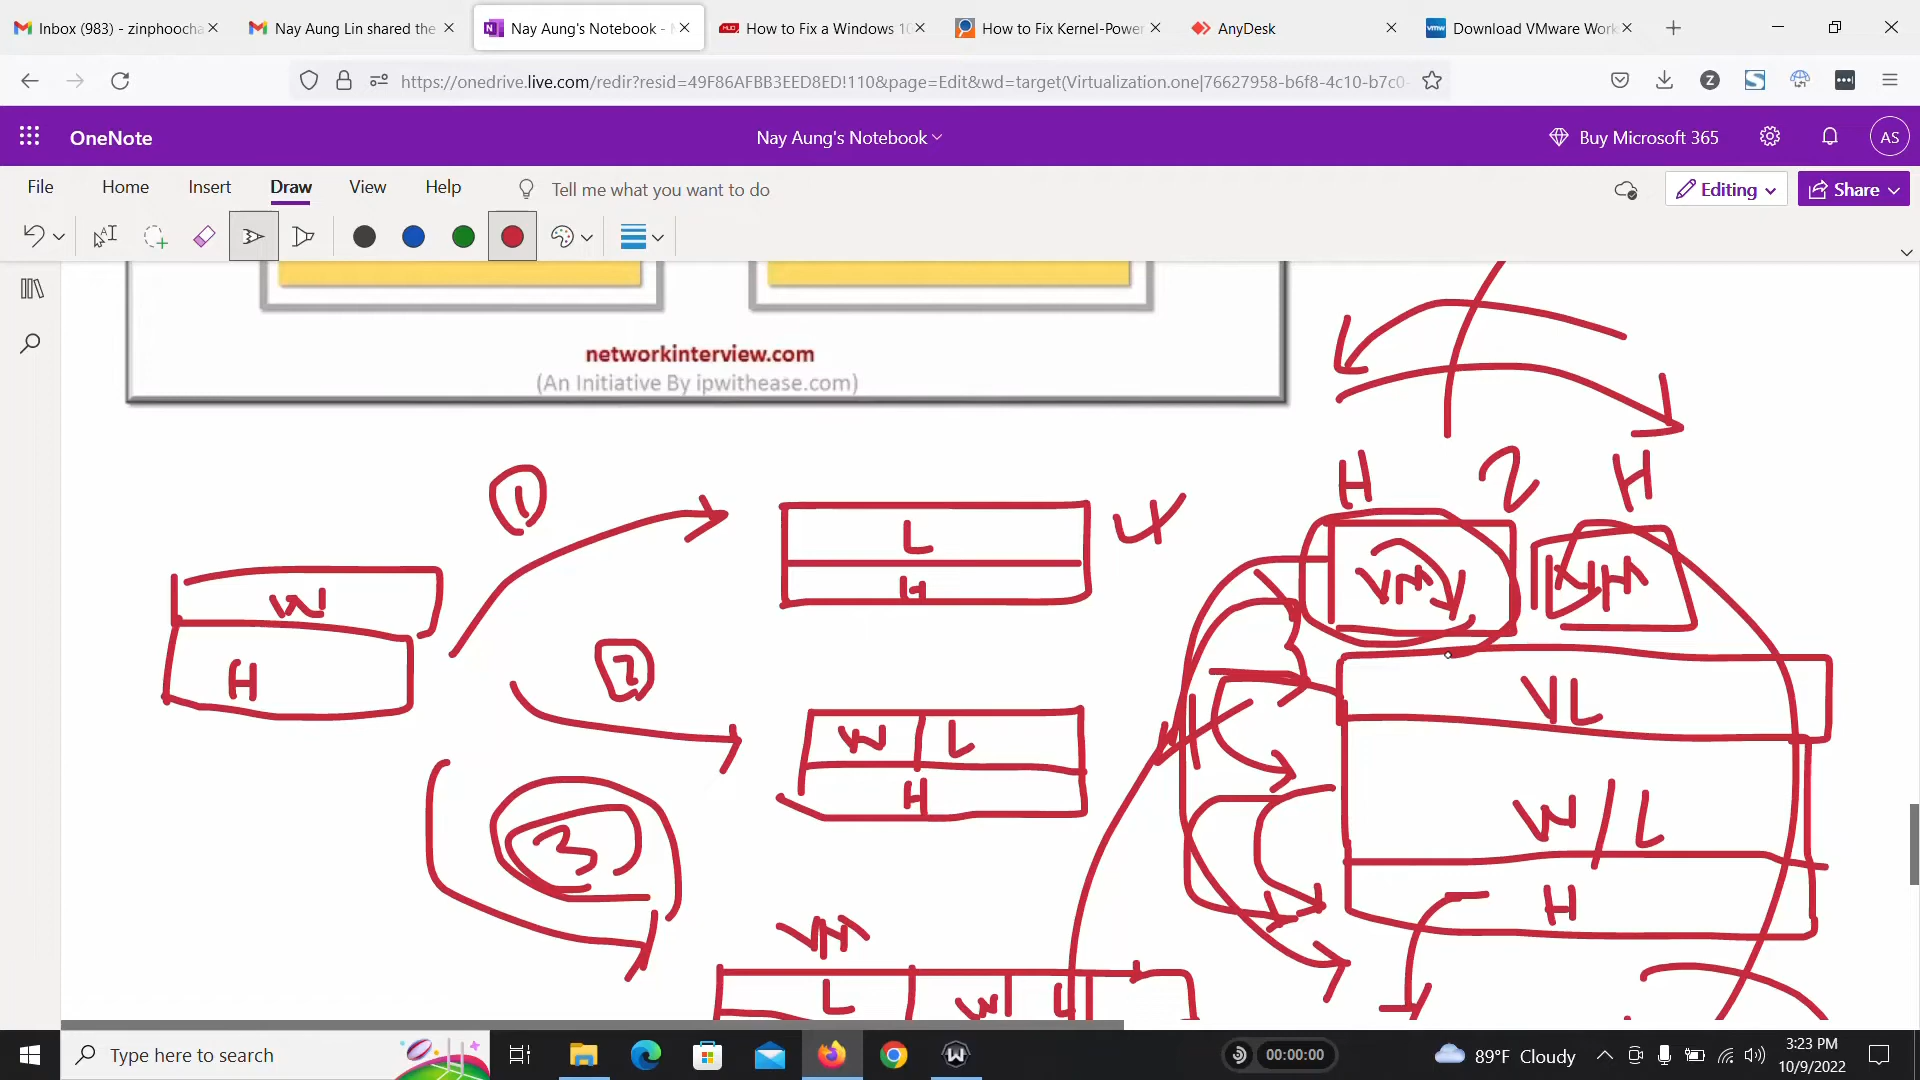 Inbox (983) - zinphoocha
Nay Aung Lin shared the
Nay Aung's Notebook -
How to Fix a Windows 10
How to Fix Kernel-Power
AnyDesk
Download VMware Work
https://onedrive.live.com/redir?resid=49F86AFBB3EED8ED!110&page=Edit&wd=target(Virtualization.one|76627958-b6f8-4c10-b7c0-
Z
OneNote
Nay Aung's Notebook
Buy Microsoft 365
AS
File Home Insert Draw View Help
Tell me what you want to do
Editing
Share
networkinterview.com
(An Initiative By ipwithease.com)
H 2 H
1
L
H
VM VM
W
H
2
VL
W L
H
W / L
3
H
VM
L W L
Type here to search
00:00:00
89°F Cloudy
3:23 PM
10/9/2022